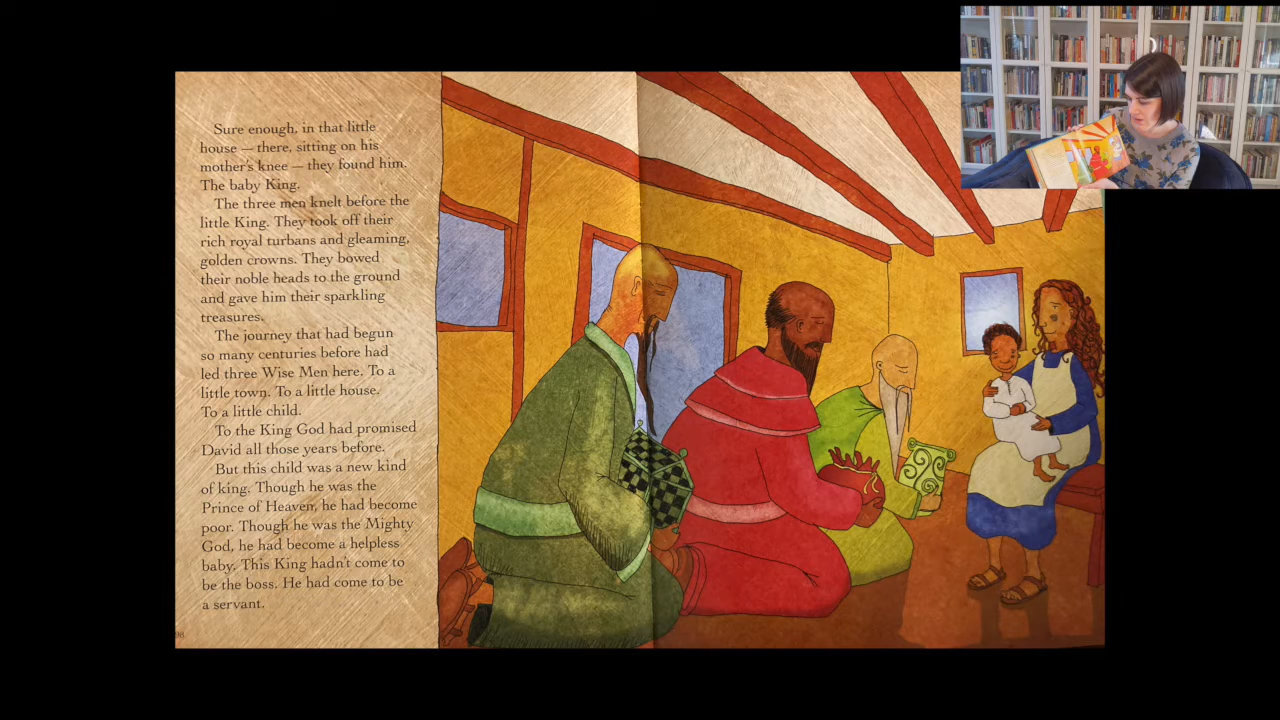 Sure enough, in that little
house — there, sitting on his
mother's knee — they found him.
The baby King.
The three men knelt before the
little King. They took off their
rich royal turbans and gleaming,
golden crowns. They bowed
their noble heads to the ground
and gave him their sparkling
treasures.
The journey that had begun
so many centuries before had
led three Wise Men here. To a
little town. To a little house.
To a little child.
To the King God had promised
David all those years before.
But this child was a new kind
of king. Though he was the
Prince of Heaven, he had become
poor. Though he was the Mighty
God, he had become a helpless
baby. This King hadn't come to
be the boss. He had come to be
a servant.